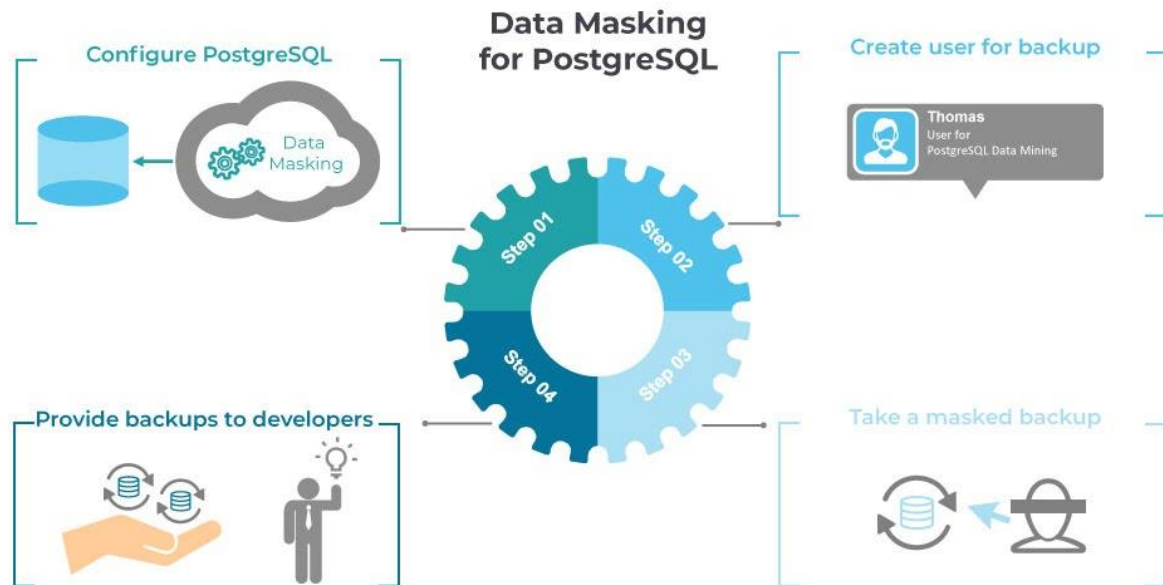 Data Masking
for PostgreSQL
Configure PostgreSQL
Data
Masking
Create user for backup
Thomas
User for
PostgreSQL Data Mining
Step 01
Step 02
Step 03
Step 04
Provide backups to developers
Take a masked backup